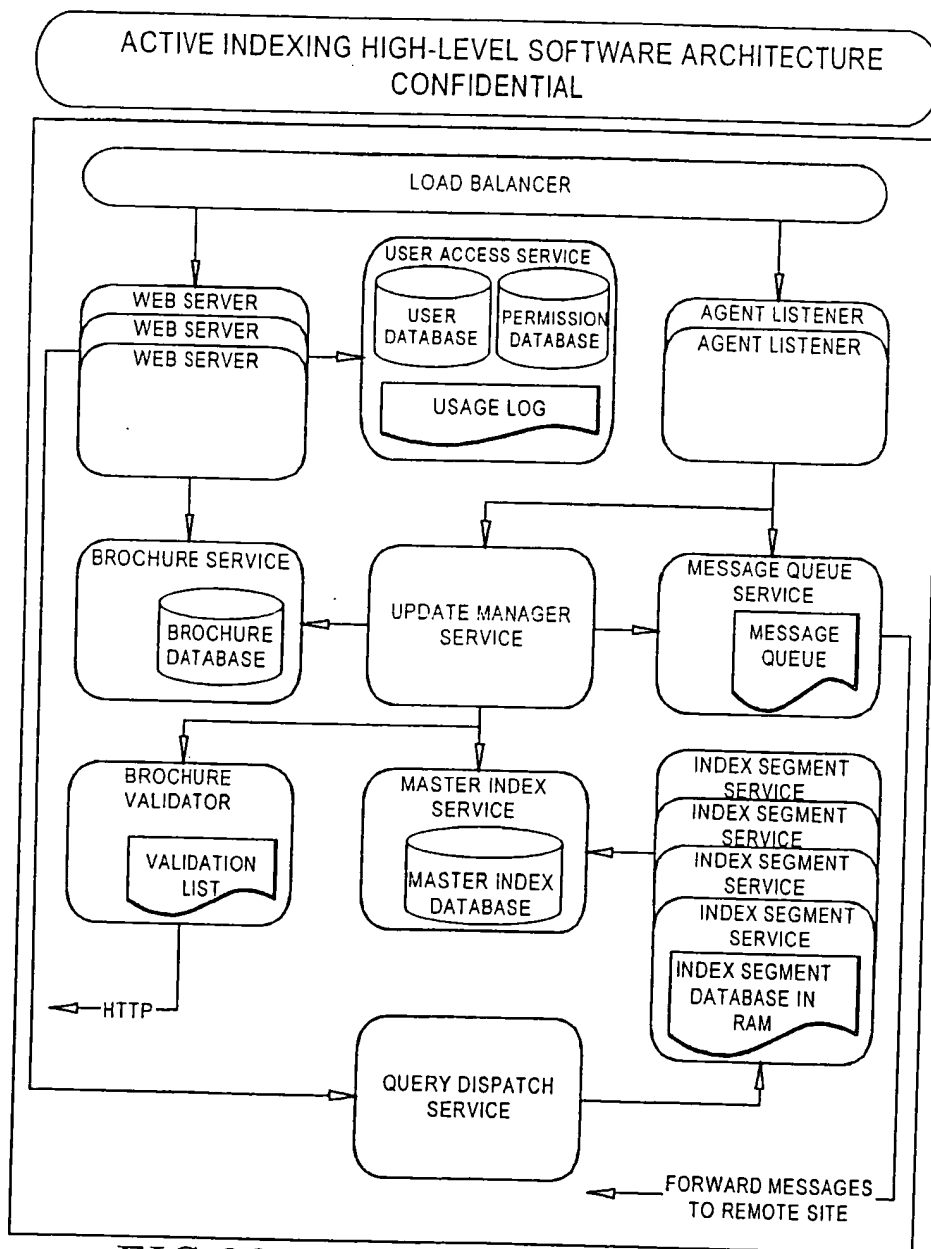 ACTIVE INDEXING HIGH-LEVEL SOFTWARE ARCHITECTURE
CONFIDENTIAL
LOAD BALANCER
WEB SERVER
WEB SERVER
WEB SERVER
USER ACCESS SERVICE
USER
DATABASE
PERMISSION
DATABASE
USAGE LOG
AGENT LISTENER
AGENT LISTENER
BROCHURE SERVICE
BROCHURE
DATABASE
UPDATE MANAGER
SERVICE
MESSAGE QUEUE
SERVICE
MESSAGE
QUEUE
BROCHURE
VALIDATOR
VALIDATION
LIST
MASTER INDEX
SERVICE
MASTER INDEX
DATABASE
INDEX SEGMENT
SERVICE
INDEX SEGMENT
SERVICE
INDEX SEGMENT
SERVICE
INDEX SEGMENT
SERVICE
INDEX SEGMENT
DATABASE IN
RAM
HTTP
QUERY DISPATCH
SERVICE
FORWARD MESSAGES
TO REMOTE SITE